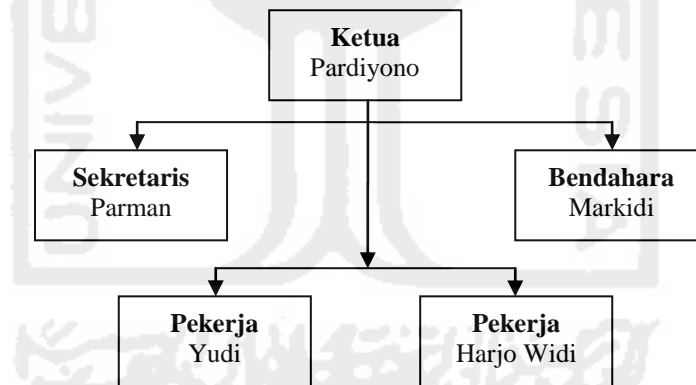 Ketua
Pardiyono
Sekretaris
Parman
Bendahara
Markidi
Pekerja
Yudi
Pekerja
Harjo Widi